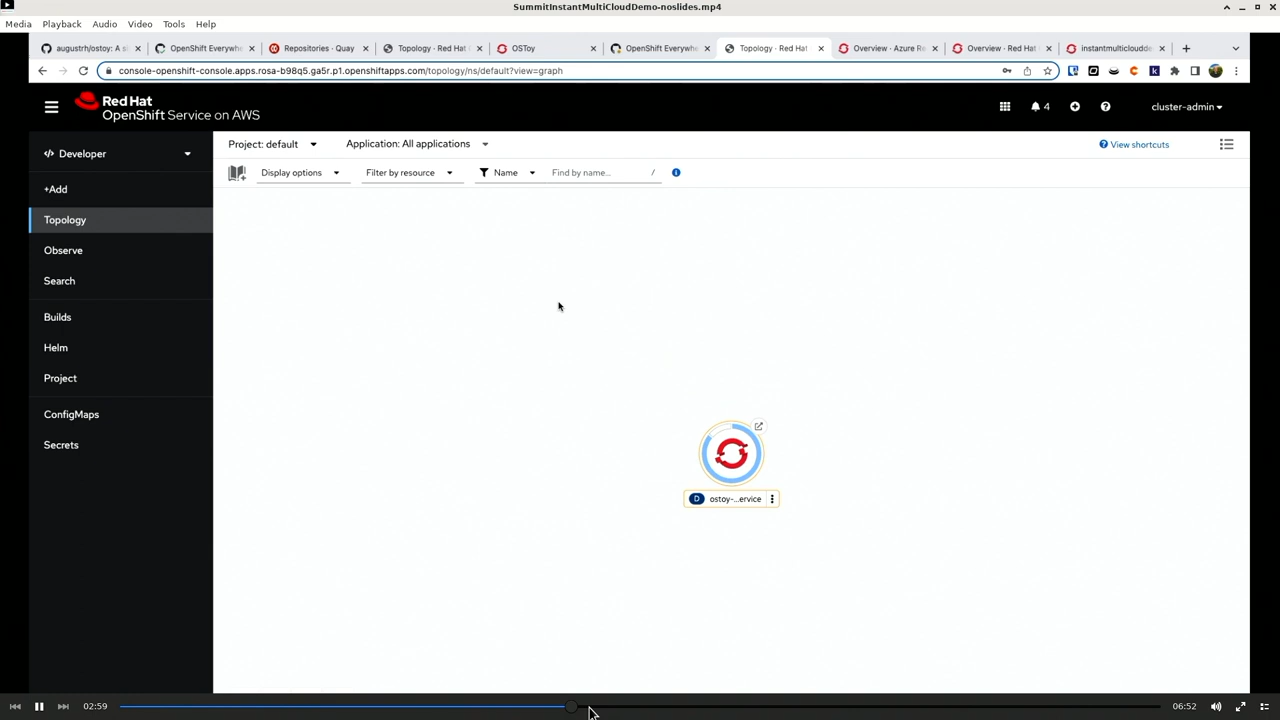 SummitInstantMultiCloudDemo-noslides.mp4
Media Playback Audio Video Tools Help
augustrh/ostoy: A si OpenShift Everywhe Repositories · Quay Topology · Red Hat OSToy OpenShift Everywhe Topology · Red Hat Overview · Azure Re Overview · Red Hat instantmulticloudde
console-openshift-console.apps.rosa-b98q5.ga5r.p1.openshiftapps.com/topology/ns/default?view=graph
Red Hat
OpenShift Service on AWS
4
cluster-admin
Developer
Project: default
Application: All applications
View shortcuts
Display options
Filter by resource
Name
Find by name...
/
+Add
Topology
Observe
Search
Builds
Helm
Project
ConfigMaps
Secrets
D ostoy-...ervice
02:59
06:52